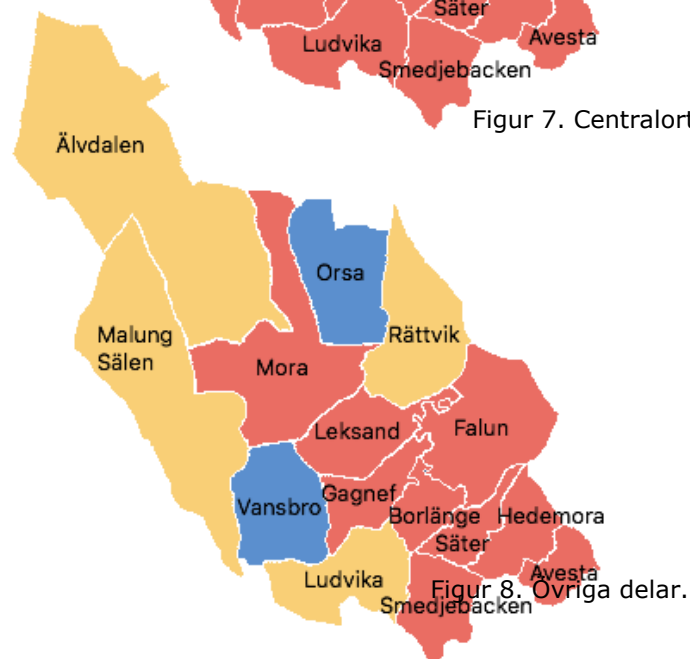 Säter
Avesta
Ludvika
Smedjebacken
Figur 7. Centralort
Älvdalen
Orsa
Malung
Sälen
Rättvik
Mora
Leksand
Falun
Gagnef
Vansbro
Borlänge
Hedemora
Säter
Ludvika
Avesta
Figur 8. Övriga delar.
Smedjebacken